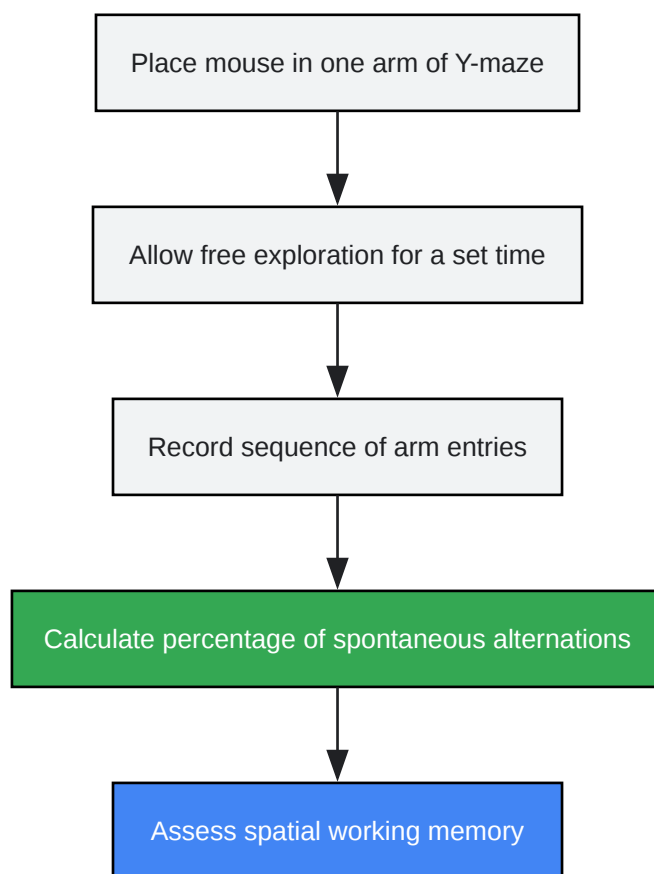 Place mouse in one arm of Y-maze
Allow free exploration for a set time
Record sequence of arm entries
Calculate percentage of spontaneous alternations
Assess spatial working memory